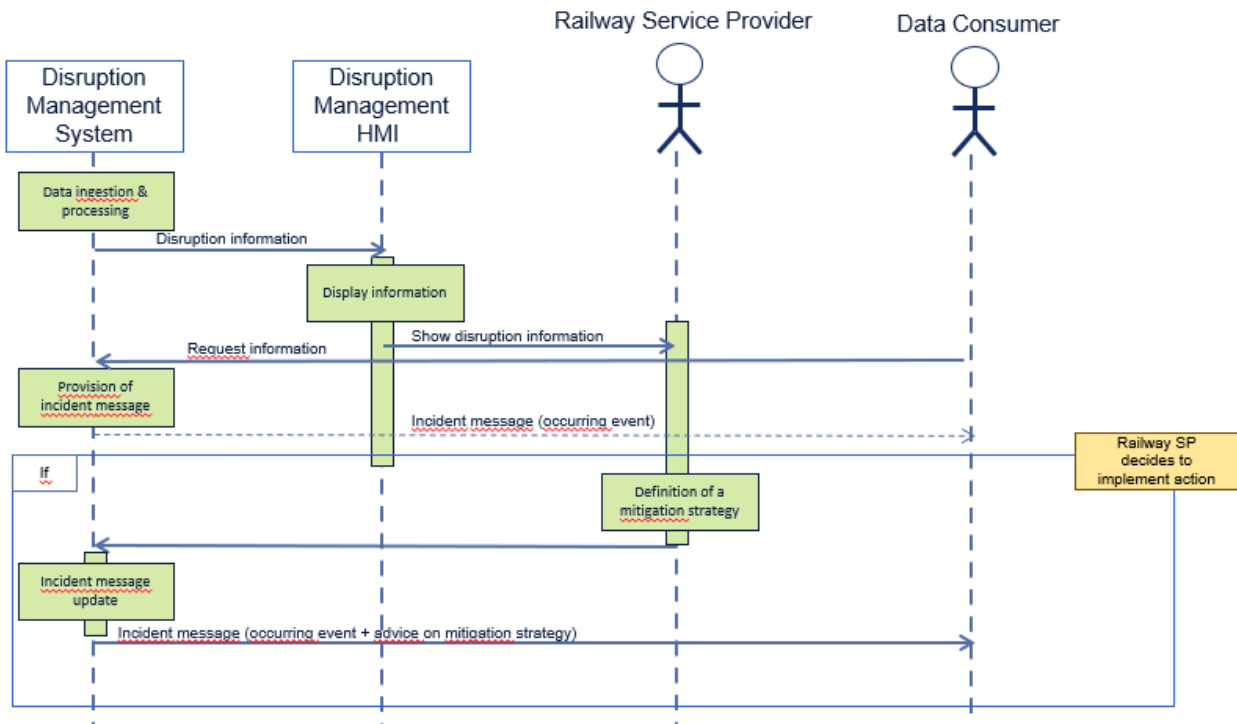 Railway Service Provider
Data Consumer
Disruption
Management
System
Disruption
Management
HMI
Data ingestion &
processing
Disruption information
Display information
Show disruption information
Request information
Provision of
incident message
Incident message (occurring event)
Railway SP
decides to
implement action
If
Definition of a
mitigation strategy
Incident message
update
Incident message (occurring event + advice on mitigation strategy)